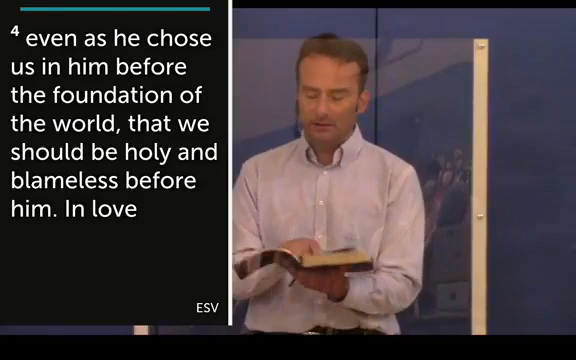 4 even as he chose
us in him before
the foundation of
the world, that we
should be holy and
blameless before
him. In love
ESV